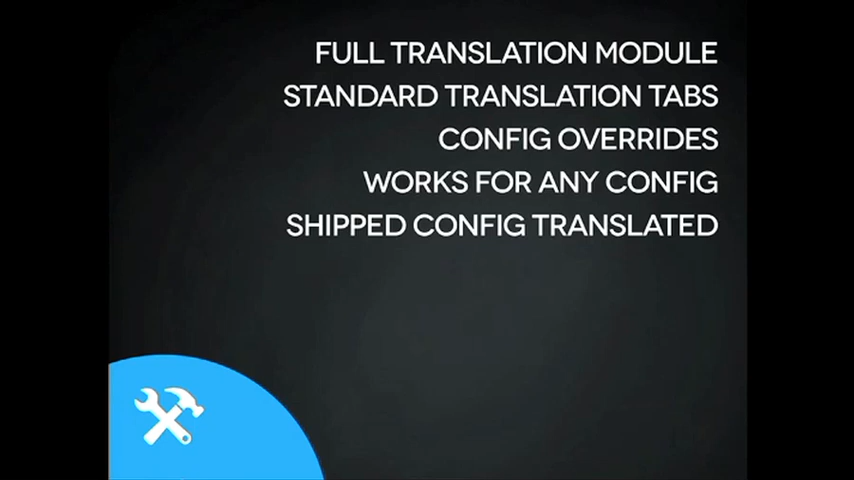 FULL TRANSLATION MODULE
STANDARD TRANSLATION TABS
CONFIG OVERRIDES
WORKS FOR ANY CONFIG
SHIPPED CONFIG TRANSLATED